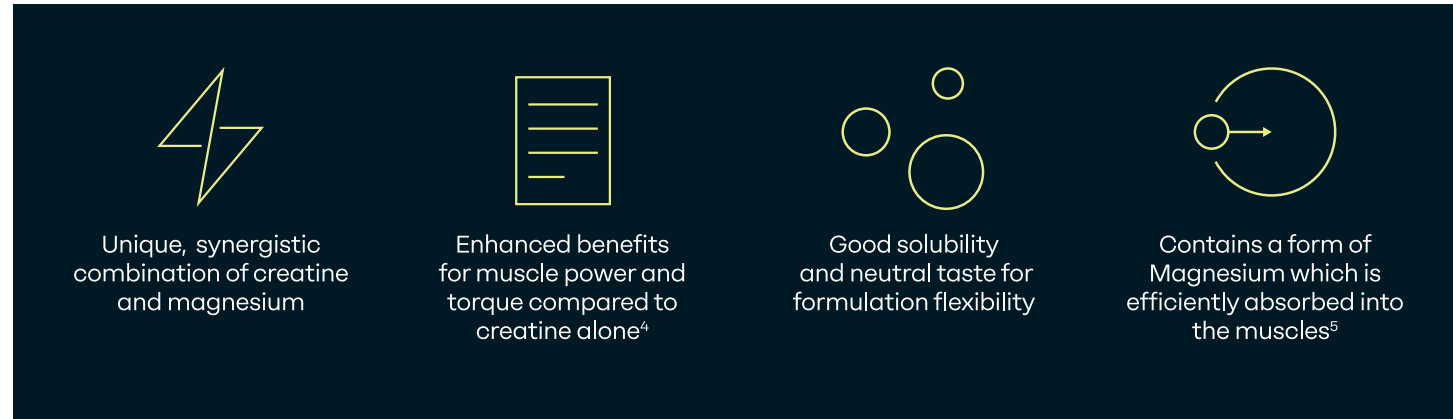 Unique, synergistic
combination of creatine
and magnesium
Enhanced benefits
for muscle power and
torque compared to
creatine alone⁴
Good solubility
and neutral taste for
formulation flexibility
Contains a form of
Magnesium which is
efficiently absorbed into
the muscles⁵